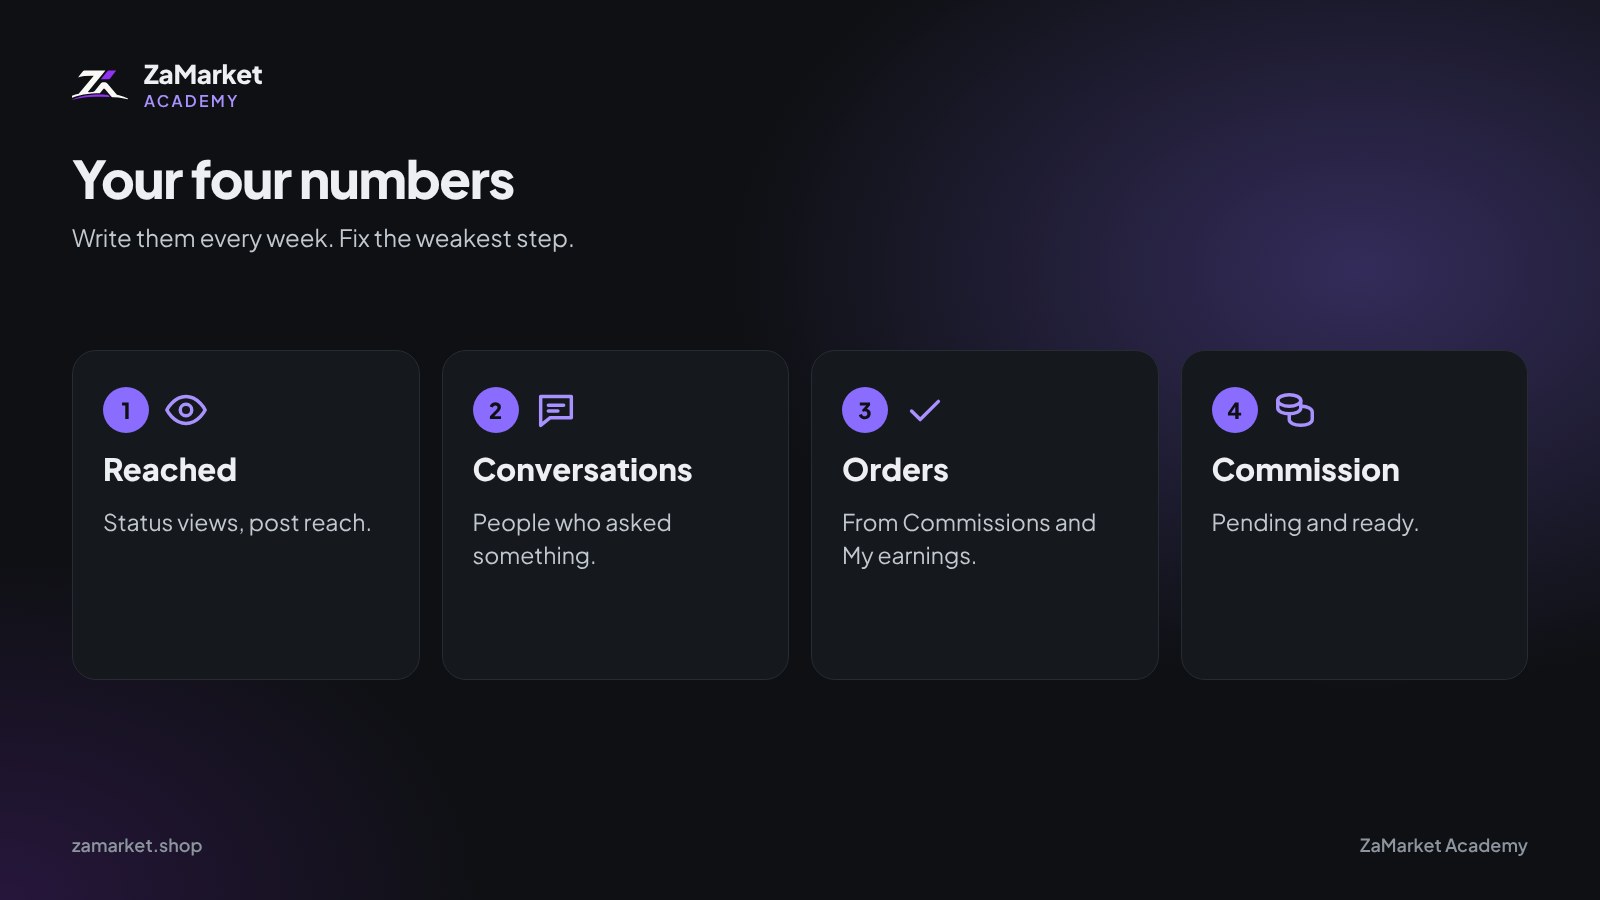 ZaMarket
ACADEMY
Your four numbers
Write them every week. Fix the weakest step.
1
Reached
Status views, post reach.
2
Conversations
People who asked
something.
3
Orders
From Commissions and
My earnings.
4
Commission
Pending and ready.
zamarket.shop
ZaMarket Academy